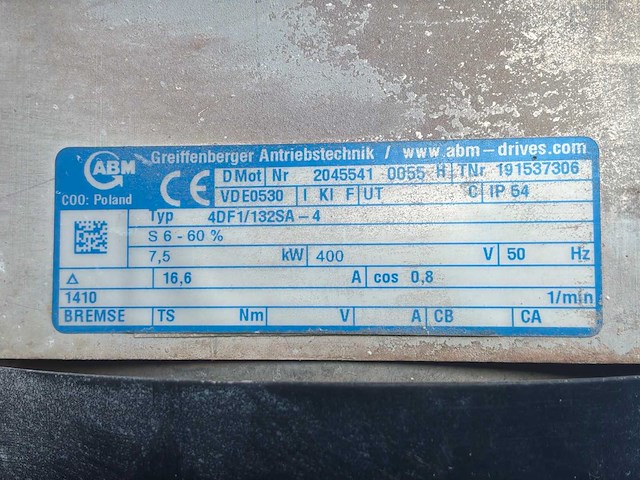 ABM Greiffenberger Antriebstechnik / www.abm-drives.com
COO: Poland
CE
D Mot Nr 2045541 0055 H TNr 191537306
VDE0530 I Kl F UT C IP 54
Typ 4DF1/132SA-4
S 6 - 60 %
7,5 kW 400 V 50 Hz
Δ 16,6 A cos 0,8
1410 1/min
BREMSE TS Nm V A CB CA